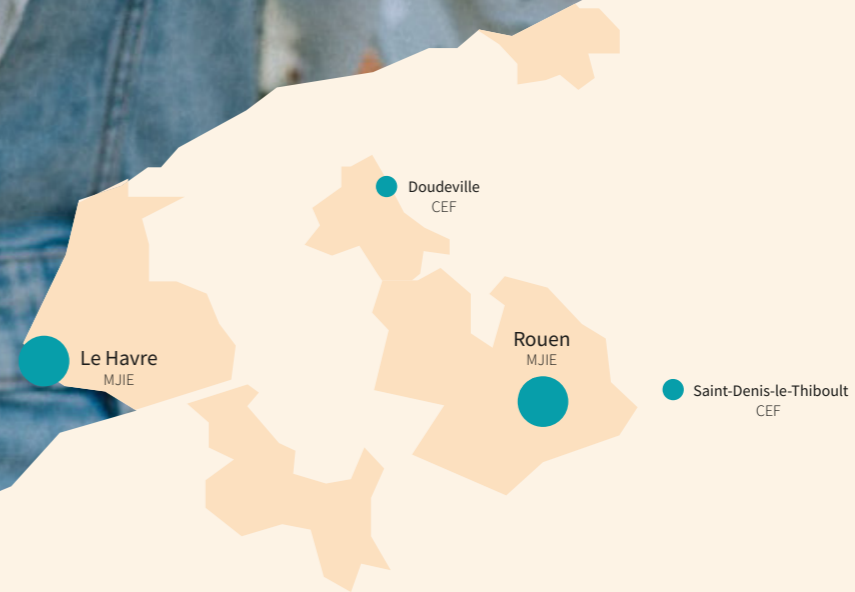 Doudeville
CEF
Rouen
MJIE
Le Havre
MJIE
Saint-Denis-le-Thiboult
CEF